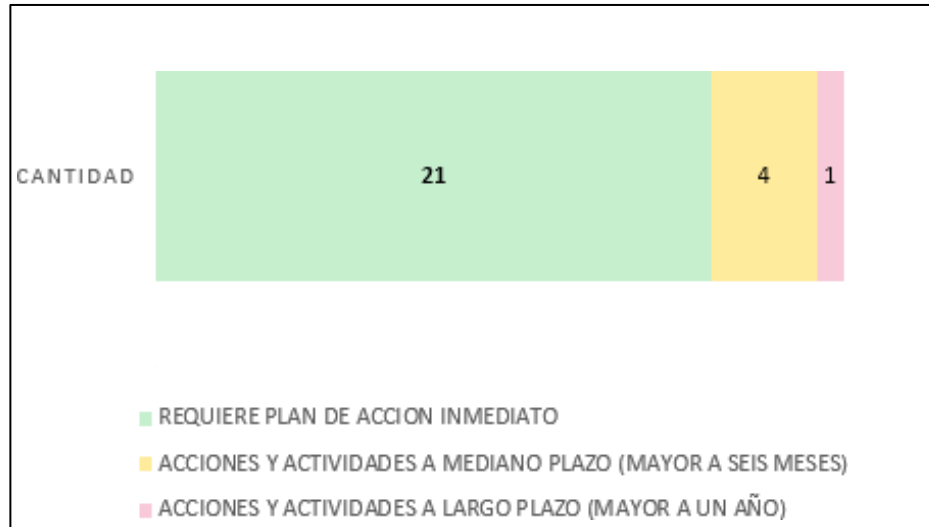 CANTIDAD 21 4 1
REQUIERE PLAN DE ACCION INMEDIATO
ACCIONES Y ACTIVIDADES A MEDIANO PLAZO (MAYOR A SEIS MESES)
ACCIONES Y ACTIVIDADES A LARGO PLAZO (MAYOR A UN AÑO)